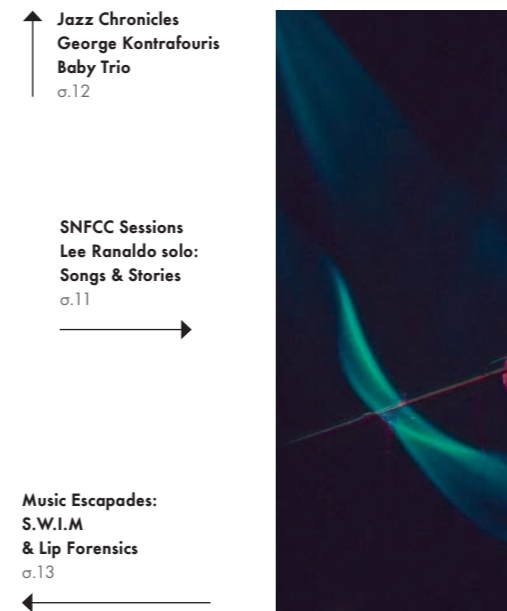 Jazz Chronicles
George Kontrafouris
Baby Trio
σ.12
SNFCC Sessions
Lee Ranaldo solo:
Songs & Stories
σ.11
Music Escapades:
S.W.I.M
& Lip Forensics
σ.13